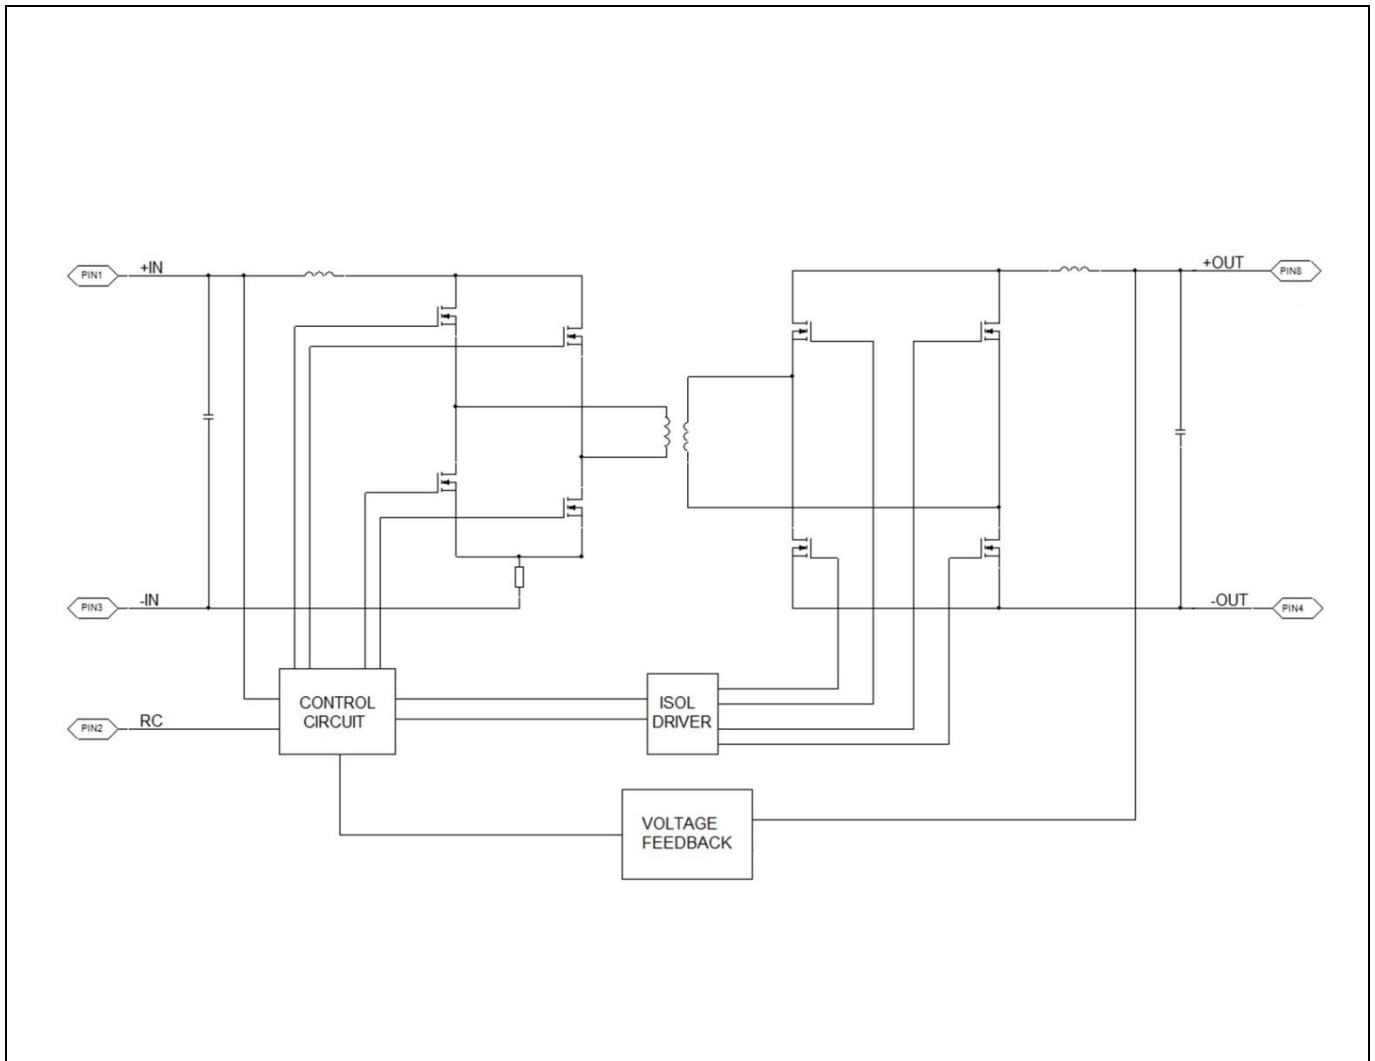 PIN1
+IN
+OUT
PIN8
PIN3
-IN
-OUT
PIN4
CONTROL
CIRCUIT
ISOL
DRIVER
PIN2
RC
VOLTAGE
FEEDBACK